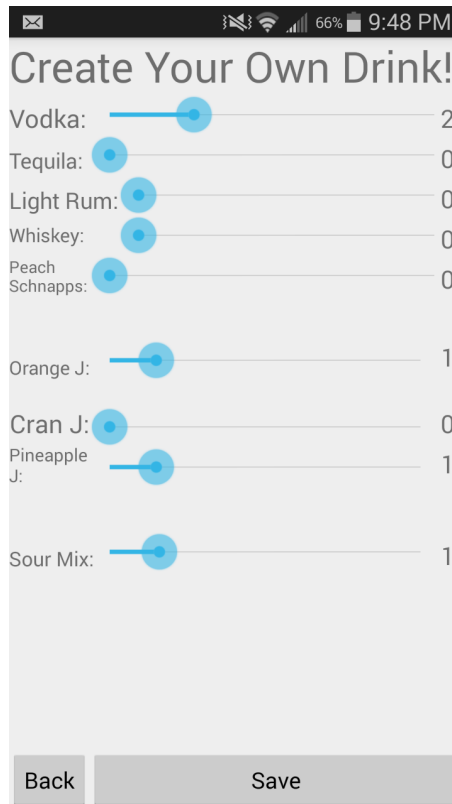 66% 9:48 PM
Create Your Own Drink!
Vodka: 2
Tequila: 0
Light Rum: 0
Whiskey: 0
Peach
Schnapps: 0
Orange J: 1
Cran J: 0
Pineapple
J: 1
Sour Mix: 1
Back Save